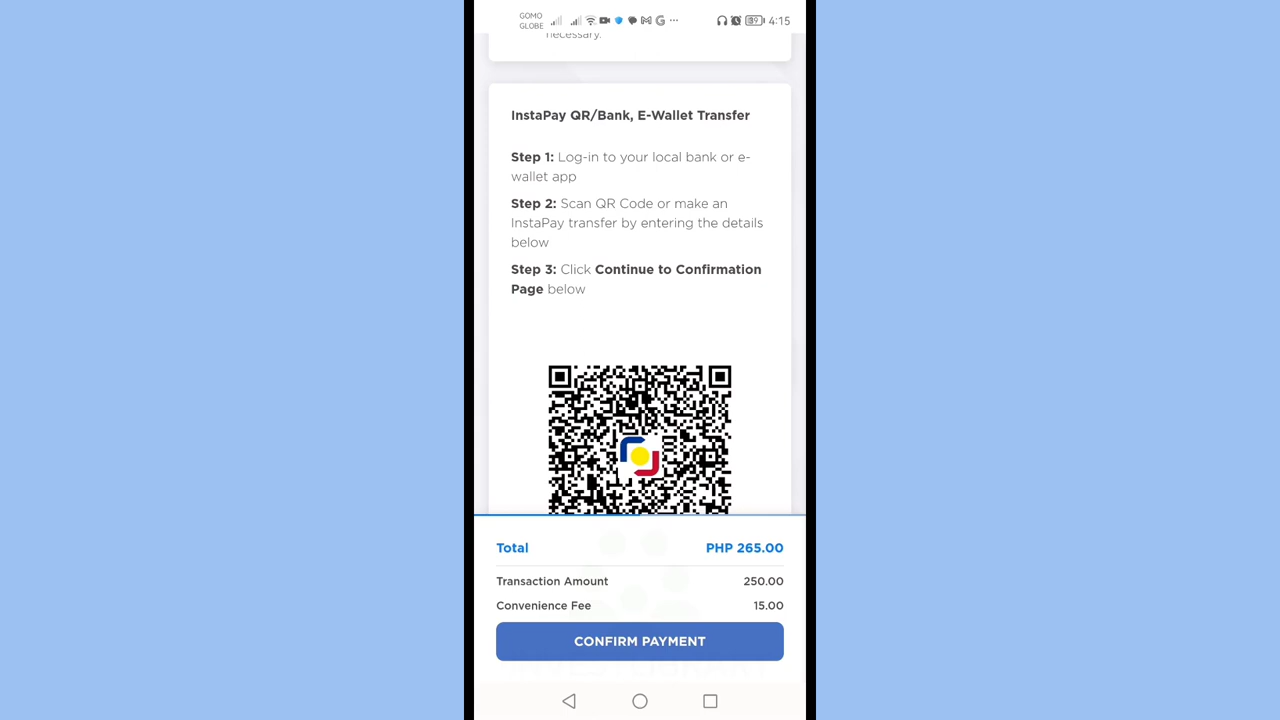 GOMO
GLOBE
89
4:15
necessary.
InstaPay QR/Bank, E-Wallet Transfer
Step 1: Log-in to your local bank or e-
wallet app
Step 2: Scan QR Code or make an
InstaPay transfer by entering the details
below
Step 3: Click Continue to Confirmation
Page below
Total PHP 265.00
Transaction Amount 250.00
Convenience Fee 15.00
CONFIRM PAYMENT